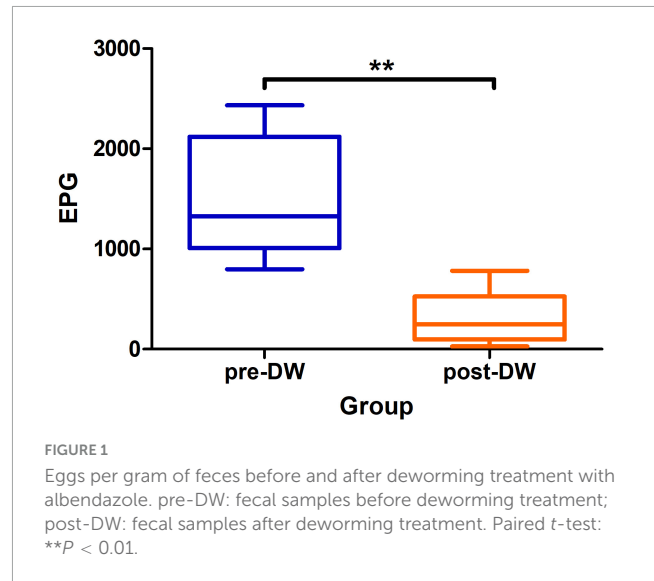 3000
**
2000
EPG
1000
0
pre-DW post-DW
Group
FIGURE 1
Eggs per gram of feces before and after deworming treatment with
albendazole. pre-DW: fecal samples before deworming treatment;
post-DW: fecal samples after deworming treatment. Paired t-test:
**P < 0.01.